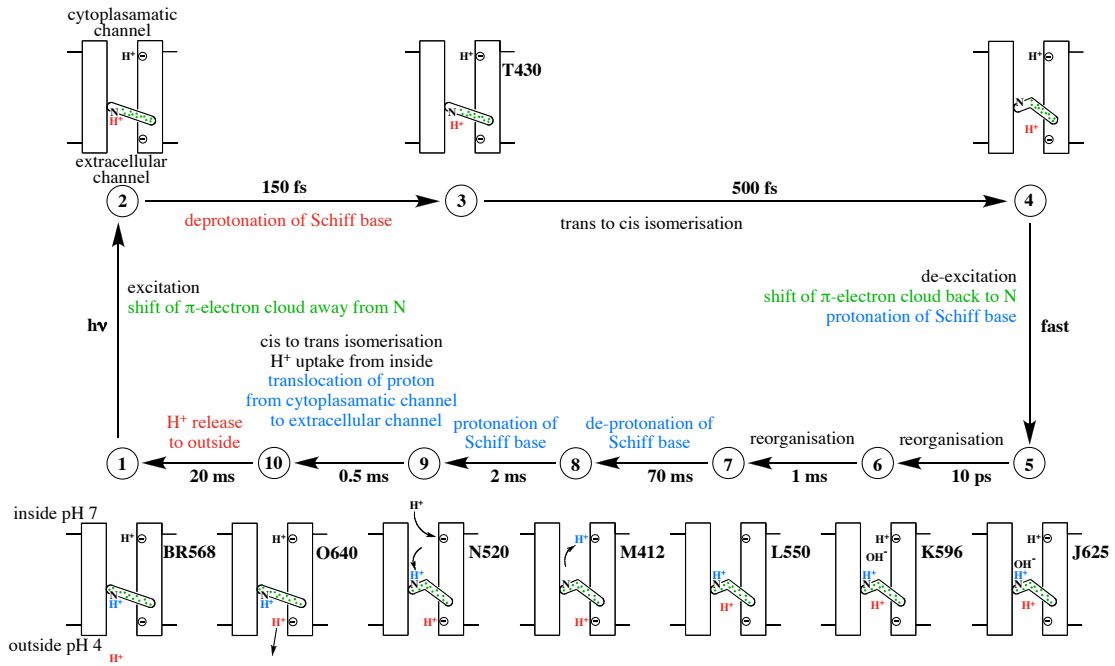 cytoplasamatic
channel
H⁺ ⊖
N
H⁺
⊖
extracellular
channel
H⁺ ⊖
T430
N
H⁺
⊖
H⁺ ⊖
N
H⁺
⊖
2
150 fs
deprotonation of Schiff base
3
500 fs
trans to cis isomerisation
4
hν
excitation
shift of π-electron cloud away from N
de-excitation
shift of π-electron cloud back to N
protonation of Schiff base
fast
cis to trans isomerisation
H⁺ uptake from inside
translocation of proton
from cytoplasamatic channel
to extracellular channel
H⁺ release
to outside
protonation of
Schiff base
de-protonation of
Schiff base
reorganisation
reorganisation
1
20 ms
10
0.5 ms
9
2 ms
8
70 ms
7
1 ms
6
10 ps
5
inside pH 7
outside pH 4
H⁺ ⊖
BR568
N
H⁺
⊖
H⁺
H⁺ ⊖
O640
N
H⁺
H⁺ ⊖
H⁺
⊖
N520
H⁺
N
H⁺ ⊖
H⁺ ⊖
M412
N
H⁺ ⊖
⊖
L550
H⁺
N
H⁺
⊖
H⁺ ⊖
K596
OH⁻
H⁺
N
H⁺
⊖
H⁺ ⊖
J625
OH⁻
H⁺
N
H⁺
⊖